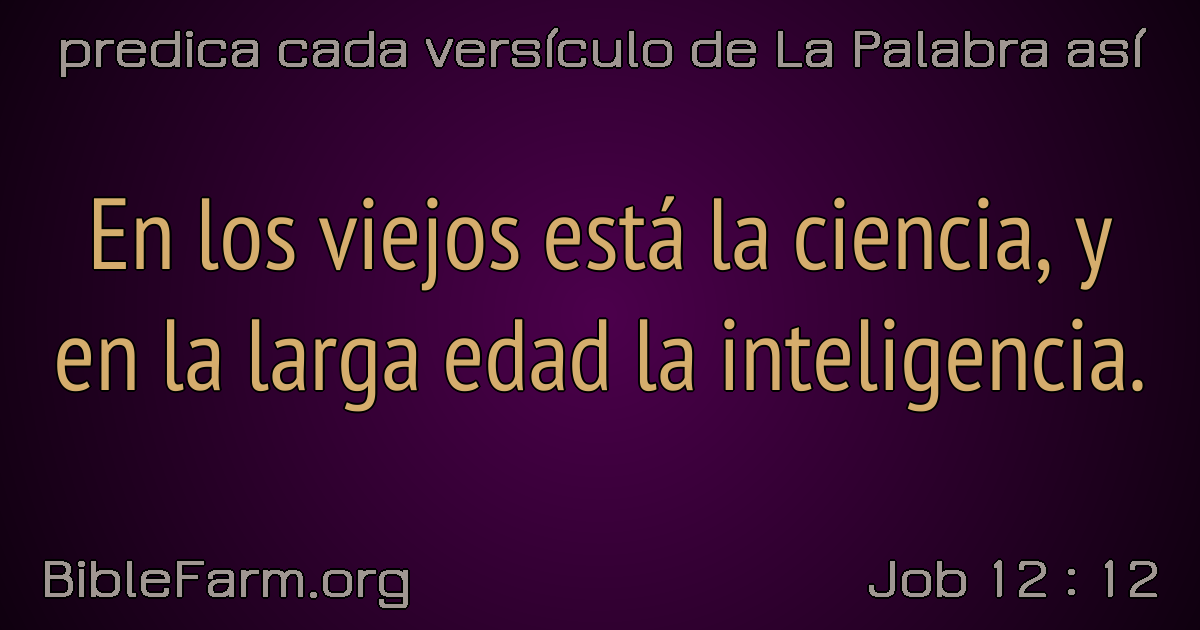 predica cada versículo de La Palabra así
En los viejos está la ciencia, y
en la larga edad la inteligencia.
BibleFarm.org
Job 12 : 12